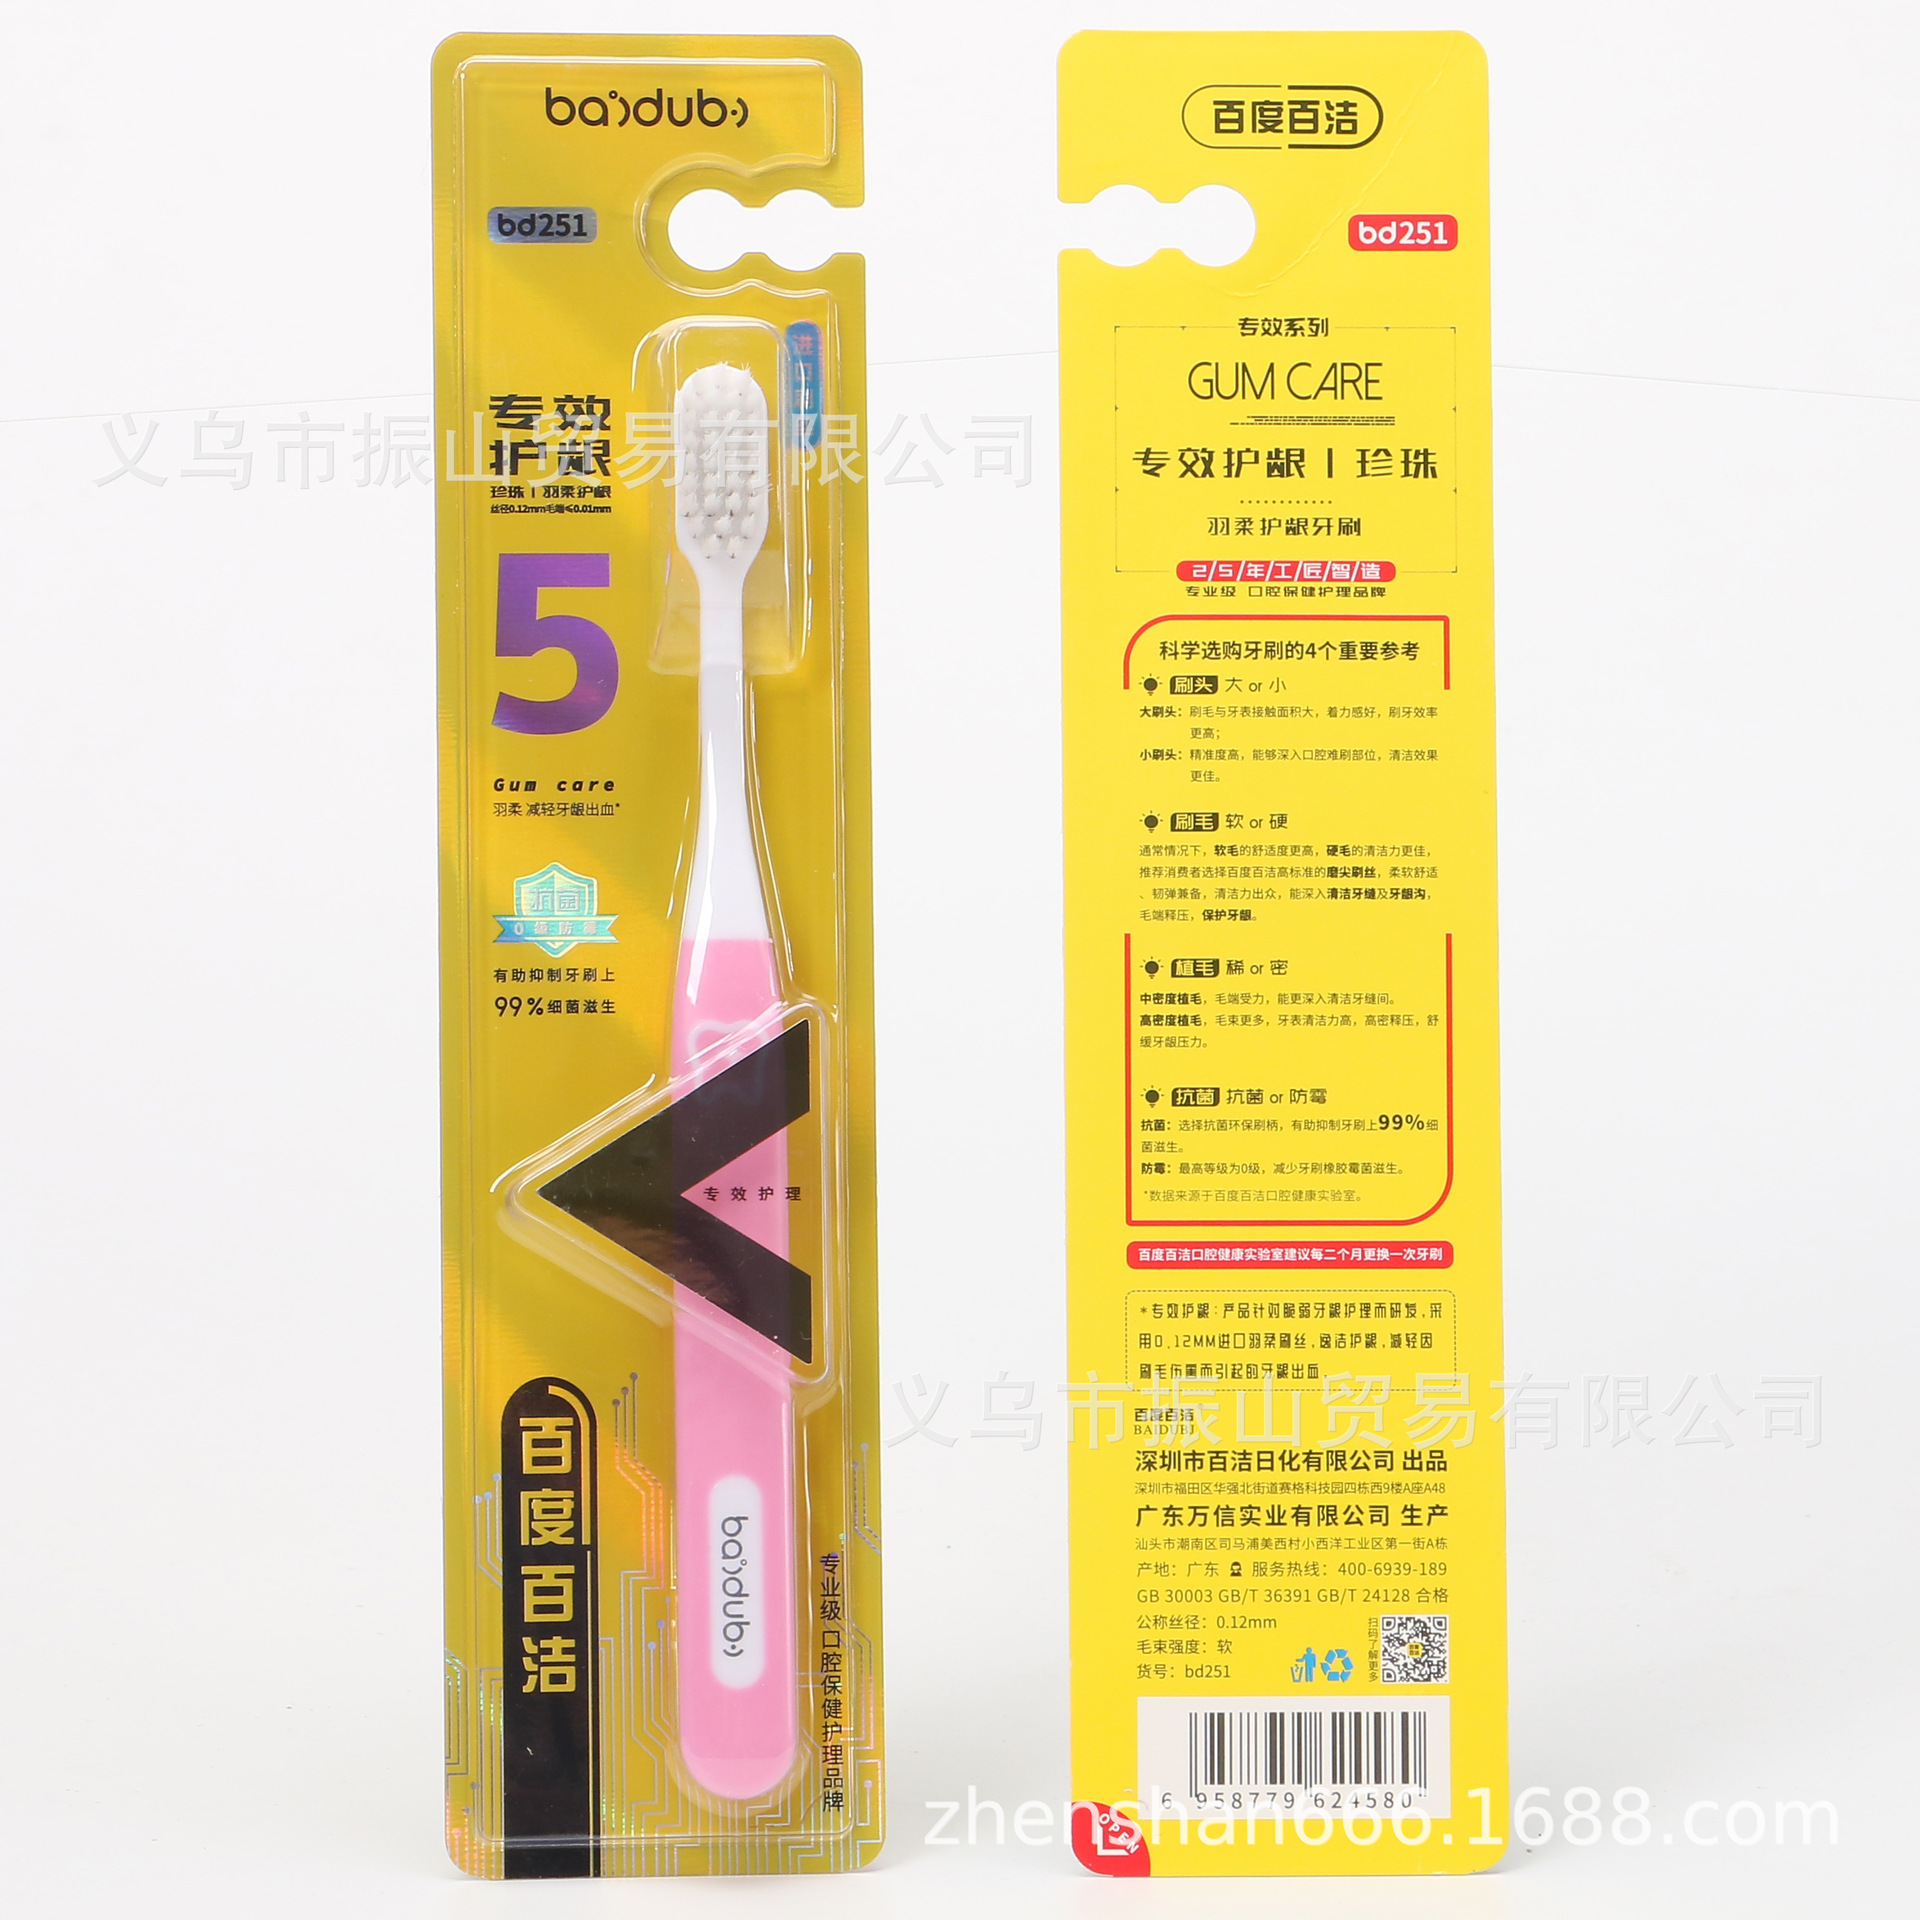 baidubj
bd251
专效
护龈
珍珠 | 羽柔护龈
丝径0.12mm毛端≤0.01mm
5
Gum care
羽柔 减轻牙龈出血*
抗菌
0级防霉
有助抑制牙刷上
99%细菌滋生
专效护理
百度百洁
baidubj
专业级 口腔保健护理品牌
百度百洁
bd251
专效系列
GUM CARE
专效护龈 | 珍珠
羽柔护龈牙刷
25年工匠智造
专业级 口腔保健护理品牌
科学选购牙刷的4个重要参考
刷头 大 or 小
大刷头：刷毛与牙表接触面积大，着力感好，刷牙效率
更高；
小刷头：精准度高，能够深入口腔难刷部位，清洁效果
更佳。
刷毛 软 or 硬
通常情况下，软毛的舒适度更高，硬毛的清洁力更佳，
推荐消费者选择百度百洁高标准的磨尖刷丝，柔软舒适
、韧弹兼备，清洁力出众，能深入清洁牙缝及牙龈沟，
毛端释压，保护牙龈。
植毛 稀 or 密
中密度植毛，毛端受力，能更深入清洁牙缝间。
高密度植毛，毛束更多，牙表清洁力高，高密释压，舒
缓牙龈压力。
抗菌 抗菌 or 防霉
抗菌：选择抗菌环保刷柄，有助抑制牙刷上99%细
菌滋生。
防霉：最高等级为0级，减少牙刷橡胶霉菌滋生。
*数据来源于百度百洁口腔健康实验室。
百度百洁口腔健康实验室建议每二个月更换一次牙刷
*专效护龈：产品针对脆弱牙龈护理而研发，采
用0.12MM进口羽柔刷丝，逸洁护龈，减轻因
刷毛伤害而引起的牙龈出血。
百度百洁
BAIDUBJ
深圳市百洁日化有限公司 出品
深圳市福田区华强北街道赛格科技园四栋西9楼A座A48
广东万信实业有限公司 生产
汕头市潮南区司马浦美西村小西洋工业区第一街A栋
产地：广东 服务热线：400-6939-189
GB 30003 GB/T 36391 GB/T 24128 合格
公称丝径：0.12mm
毛束强度：软
货号：bd251
扫码了解更多
6 958779 624580
OPEN
义乌市振山贸易有限公司
义乌市振山贸易有限公司
zhenshan666.1688.com